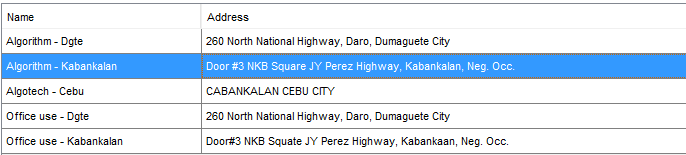 Name Address
Algorithm - Dgte 260 North National Highway, Daro, Dumaguete City
Algorithm - Kabankalan Door #3 NKB Square JY Perez Highway, Kabankalan, Neg. Occ.
Algotech - Cebu CABANKALAN CEBU CITY
Office use - Dgte 260 North National Highway, Daro, Dumaguete City
Office use - Kabankalan Door#3 NKB Squate JY Perez Highway, Kabankaan, Neg. Occ.